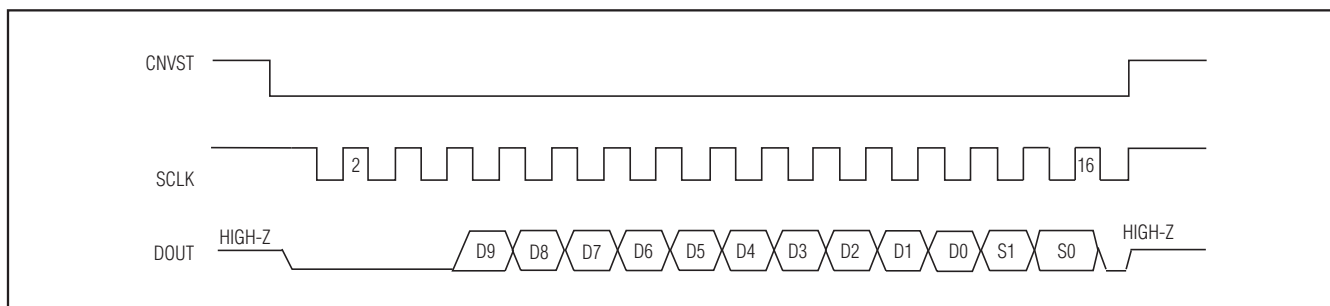 CNVST
2
16
SCLK
HIGH-Z
HIGH-Z
DOUT
D9 D8 D7 D6 D5 D4 D3 D2 D1 D0 S1 S0